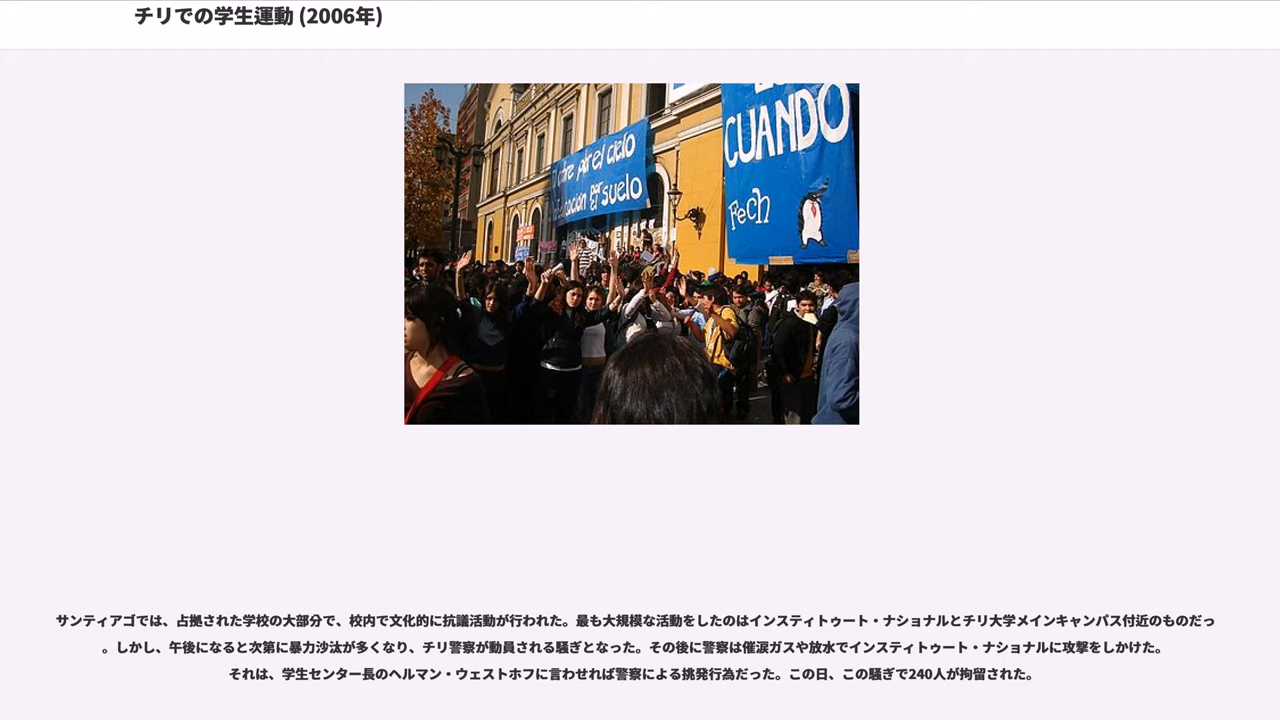 チリでの学生運動 (2006年)
CUANDO
Fech
el cielo
por el suelo
サンティアゴでは、占拠された学校の大部分で、校内で文化的に抗議活動が行われた。最も大規模な活動をしたのはインスティトゥート・ナショナルとチリ大学メインキャンパス付近のものだっ
。しかし、午後になると次第に暴力沙汰が多くなり、チリ警察が動員される騒ぎとなった。その後に警察は催涙ガスや放水でインスティトゥート・ナショナルに攻撃をしかけた。
それは、学生センター長のヘルマン・ウェストホフに言わせれば警察による挑発行為だった。この日、この騒ぎで240人が拘留された。